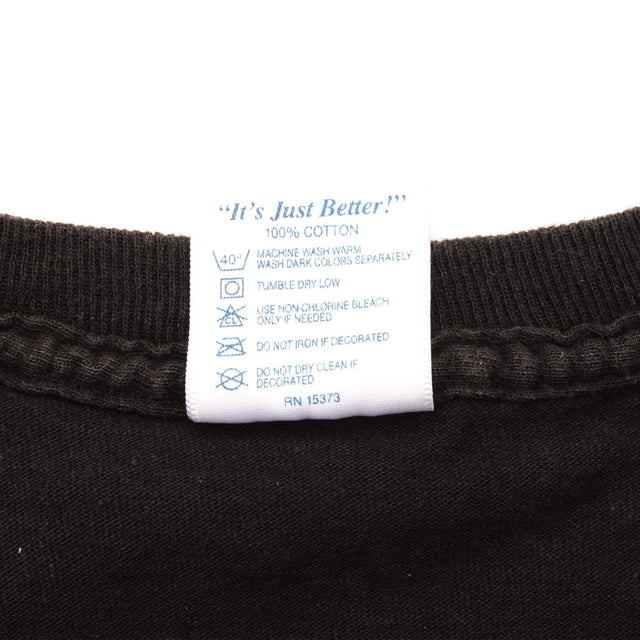 "It's Just Better!"
100% COTTON
40° MACHINE WASH WARM
WASH DARK COLORS SEPARATELY
TUMBLE DRY LOW
USE NON-CHLORINE BLEACH
ONLY IF NEEDED
DO NOT IRON IF DECORATED
DO NOT DRY CLEAN IF
DECORATED
RN 15373